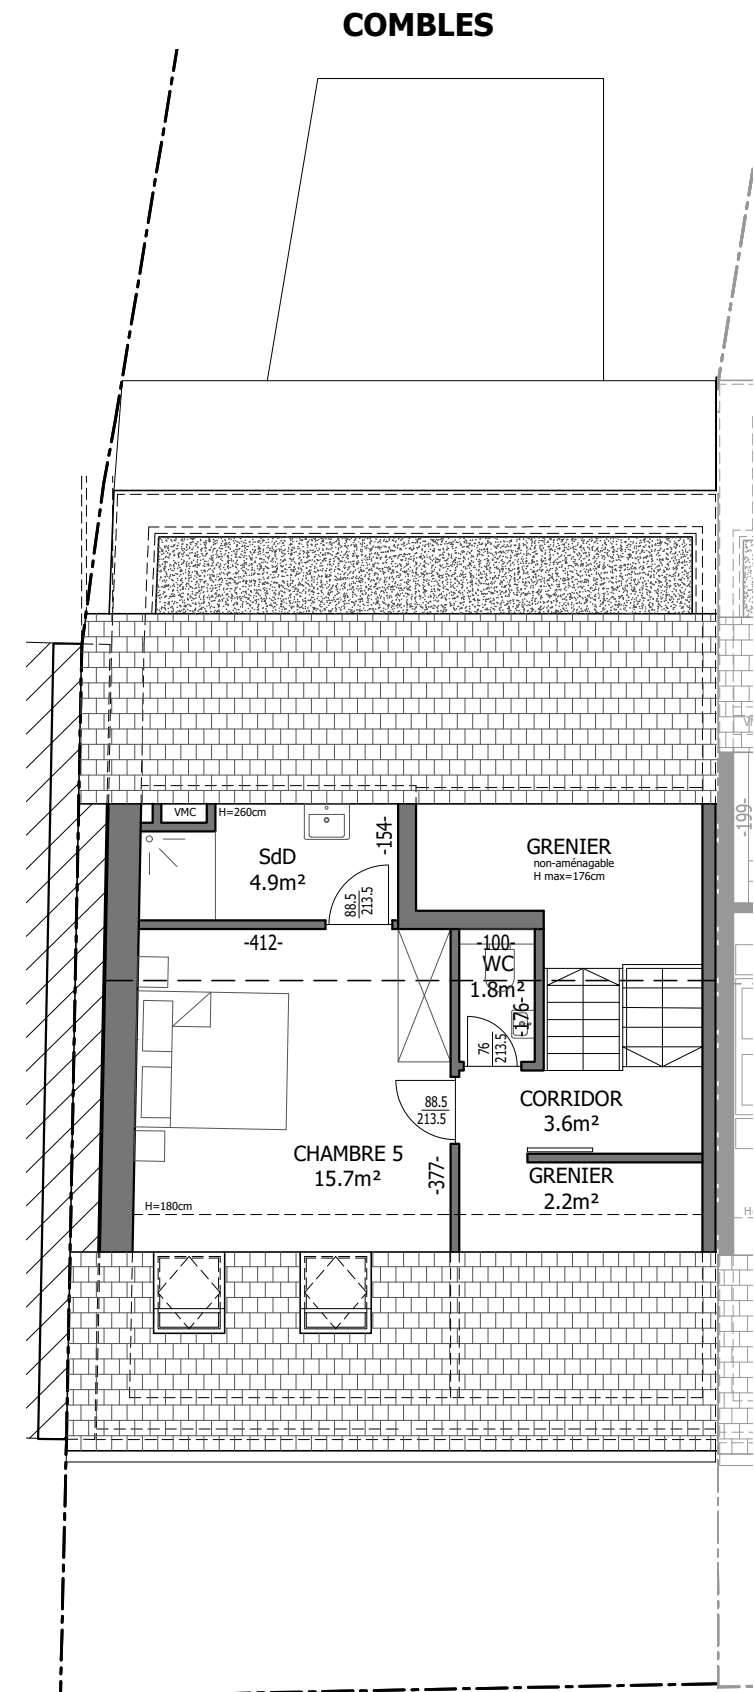 COMBLES
VMC
H=260cm
SdD
4.9m²
-154-
88.5
213.5
GRENIER
non-aménagable
H max=176cm
-199-
-412-
-100-
WC
1.8m²
-176-
76
213.5
88.5
213.5
CORRIDOR
3.6m²
CHAMBRE 5
15.7m²
-377-
GRENIER
2.2m²
H=180cm